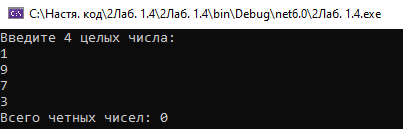 C:\Настя. код\2Лаб. 1.4\2Лаб. 1.4\bin\Debug\net6.0\2Лаб. 1.4.exe
Введите 4 целых числа:
1
9
7
3
Всего четных чисел: 0